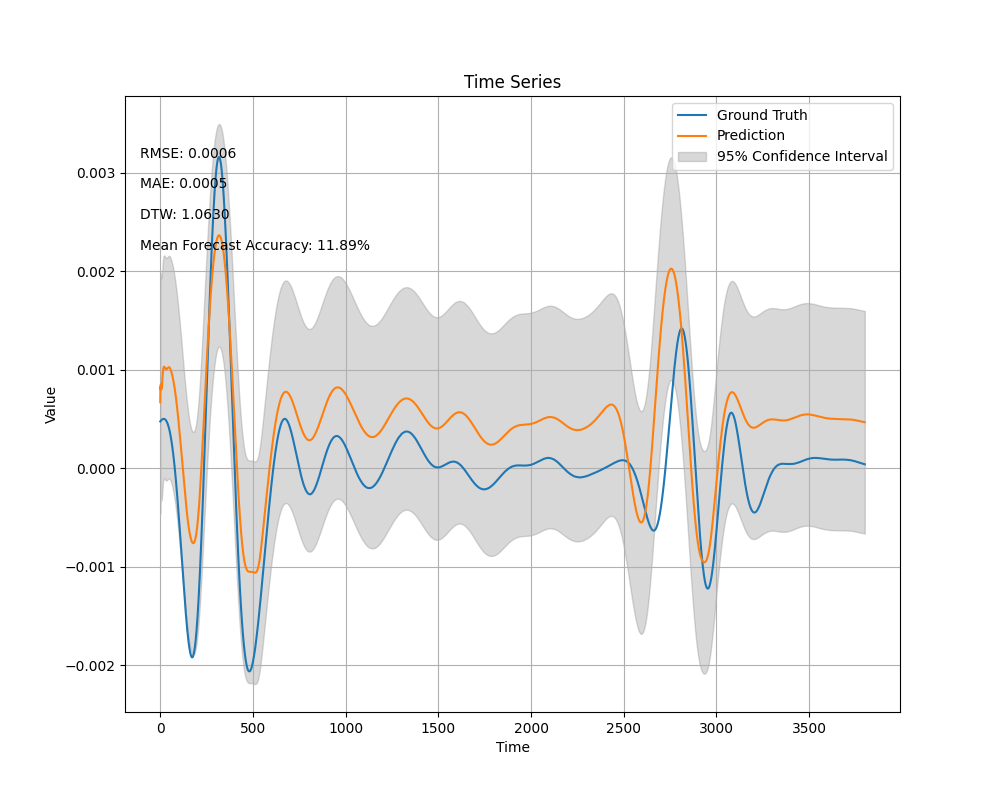 Time Series
Ground Truth
Prediction
95% Confidence Interval
RMSE: 0.0006
MAE: 0.0005
DTW: 1.0630
Mean Forecast Accuracy: 11.89%
Value
0.003
0.002
0.001
0.000
−0.001
−0.002
0 500 1000 1500 2000 2500 3000 3500
Time